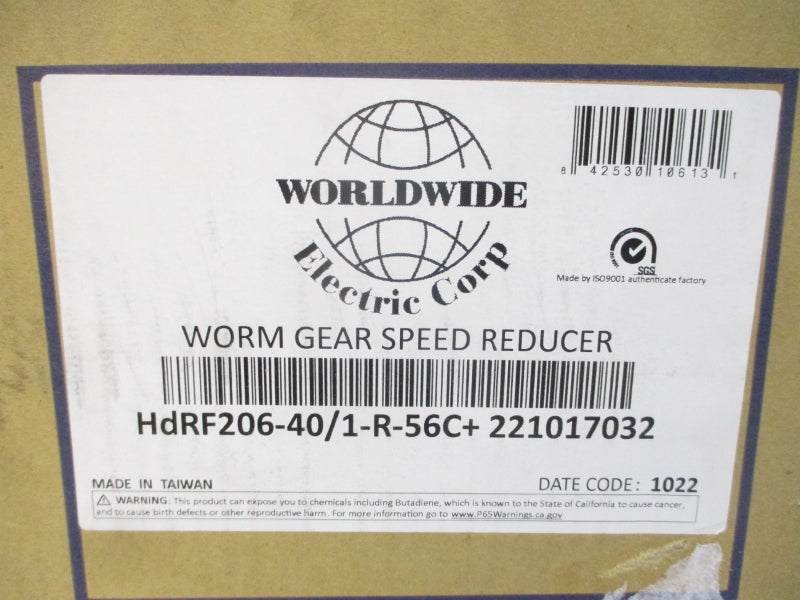 WORLDWIDE
Electric Corp
8 42530 10613 1
SGS
Made by ISO9001 authenticate factory
WORM GEAR SPEED REDUCER
HdRF206-40/1-R-56C+ 221017032
MADE IN TAIWAN
DATE CODE: 1022
WARNING: This product can expose you to chemicals including Butadiene, which is known to the State of California to cause cancer,
and to cause birth defects or other reproductive harm. For more information go to www.P65Warnings.ca.gov